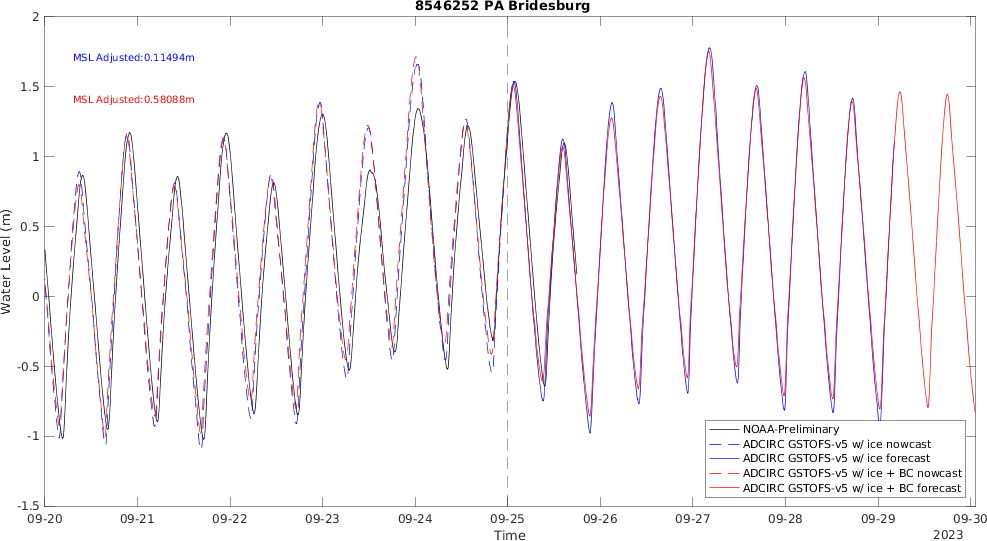 8546252 PA Bridesburg
MSL Adjusted:0.11494m
MSL Adjusted:0.58088m
Water Level (m)
2
1.5
1
0.5
0
-0.5
-1
-1.5
NOAA-Preliminary
ADCIRC GSTOFS-v5 w/ ice nowcast
ADCIRC GSTOFS-v5 w/ ice forecast
ADCIRC GSTOFS-v5 w/ ice + BC nowcast
ADCIRC GSTOFS-v5 w/ ice + BC forecast
09-20 09-21 09-22 09-23 09-24 09-25 09-26 09-27 09-28 09-29 09-30
Time
2023